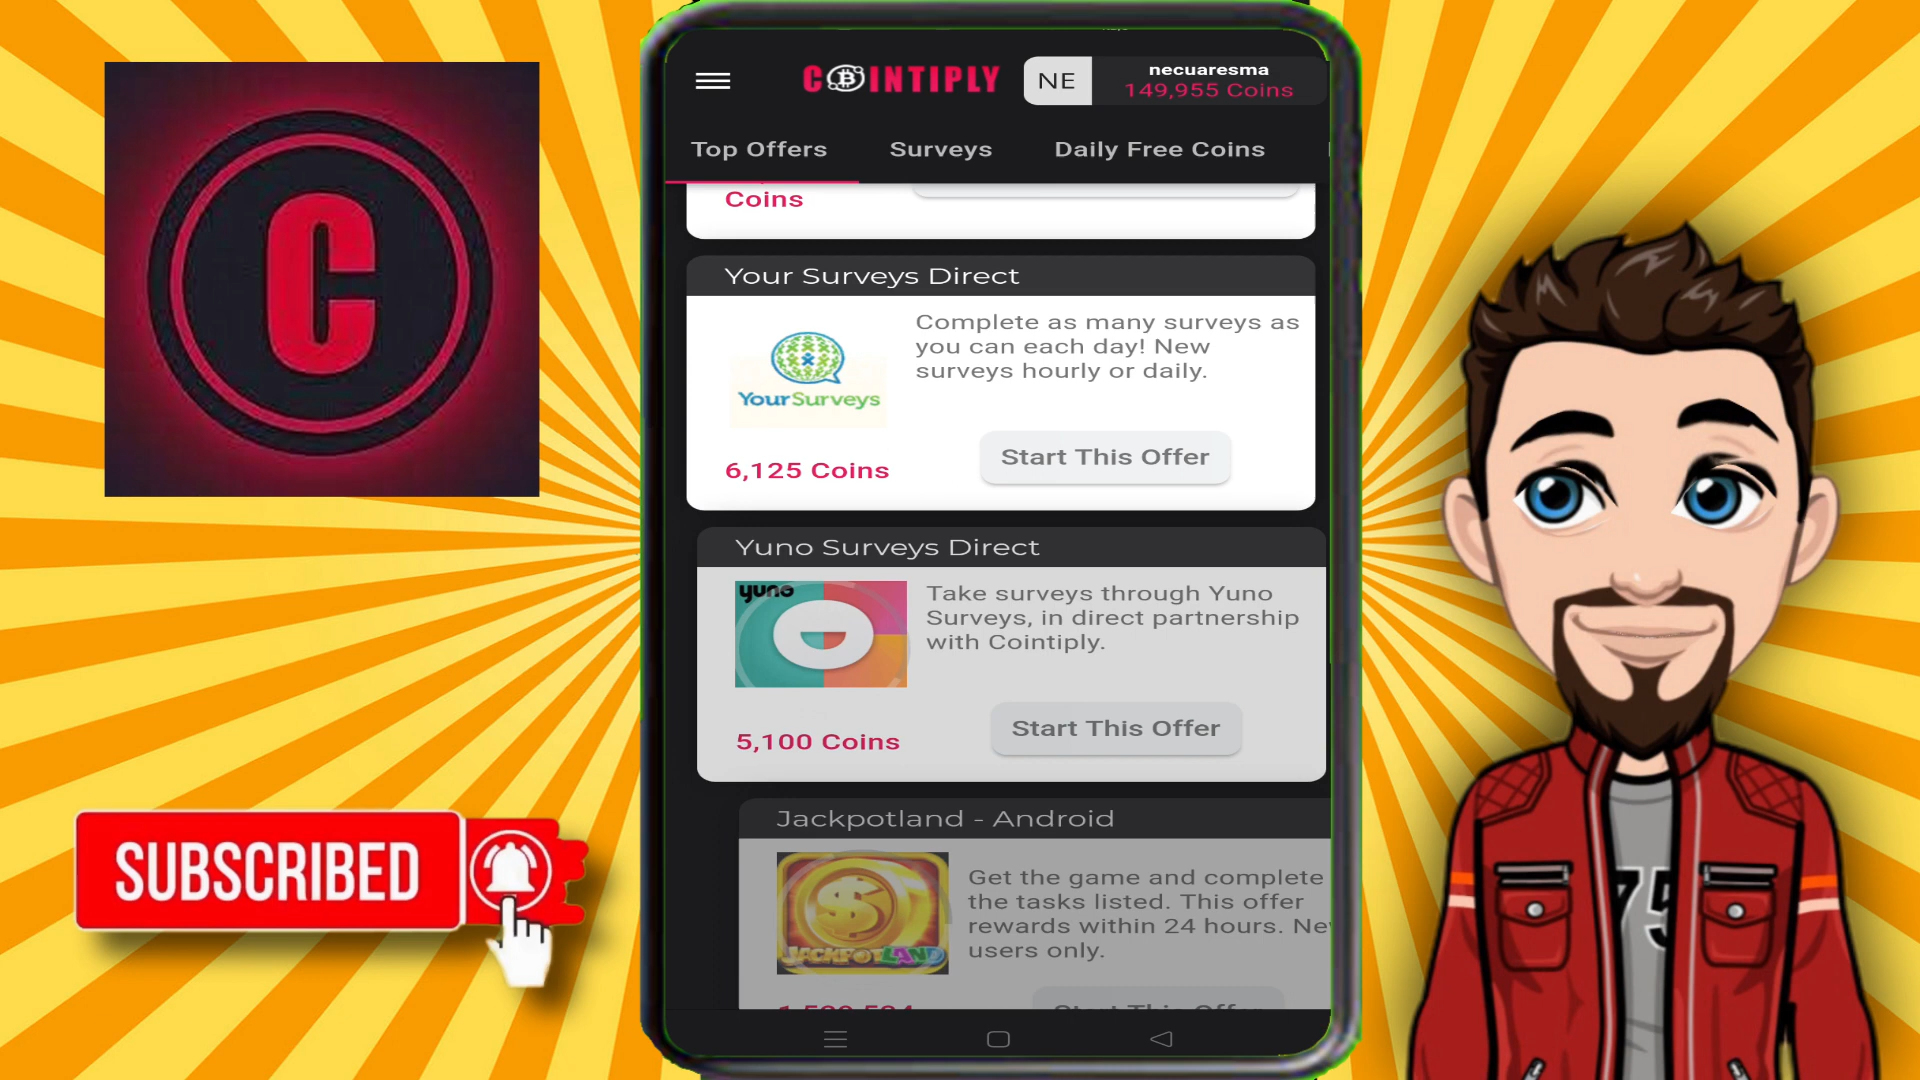 C
COINTIPLY
NE
necuaresma
149,955 Coins
Top Offers
Surveys
Daily Free Coins
Coins
Your Surveys Direct
YourSurveys
Complete as many surveys as
you can each day! New
surveys hourly or daily.
6,125 Coins
Start This Offer
Yuno Surveys Direct
yuno
Take surveys through Yuno
Surveys, in direct partnership
with Cointiply.
5,100 Coins
Start This Offer
Jackpotland - Android
JACKPOTLAND
Get the game and complete
the tasks listed. This offer
rewards within 24 hours.
users only.
Start This Offer
SUBSCRIBED
75